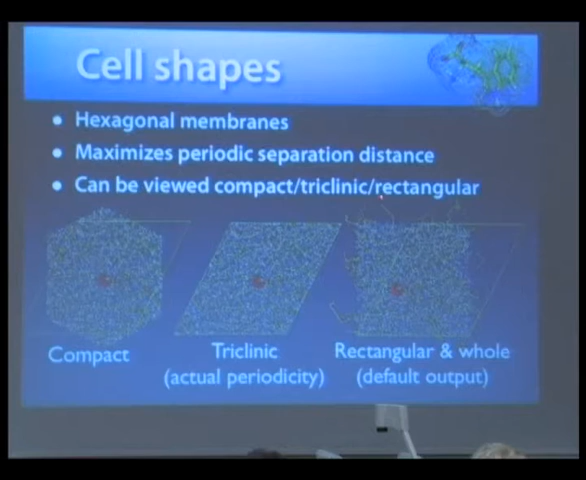 Cell shapes
• Hexagonal membranes
• Maximizes periodic separation distance
• Can be viewed compact/triclinic/rectangular
Compact
Triclinic
(actual periodicity)
Rectangular & whole
(default output)